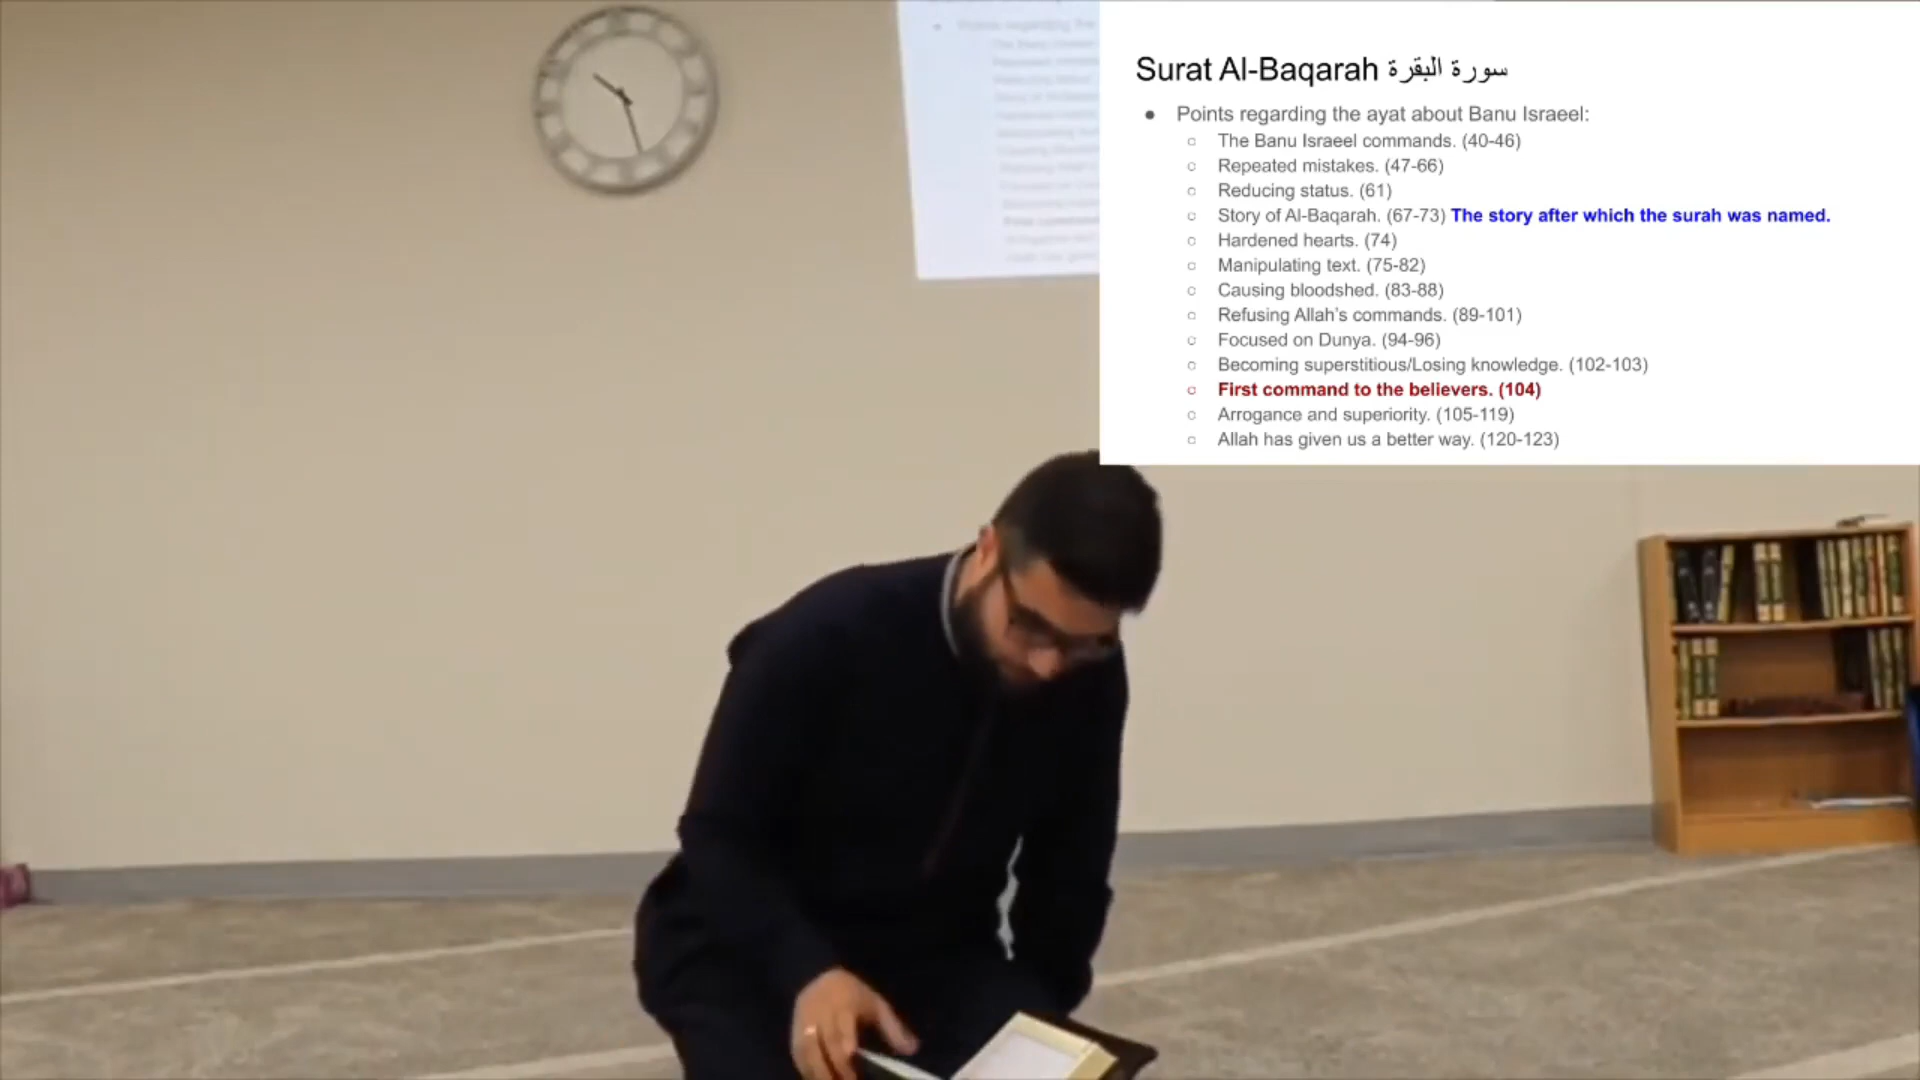 Surat Al-Baqarah سورة البقرة
● Points regarding the ayat about Banu Israeel:
○ The Banu Israeel commands. (40-46)
○ Repeated mistakes. (47-66)
○ Reducing status. (61)
○ Story of Al-Baqarah. (67-73) The story after which the surah was named.
○ Hardened hearts. (74)
○ Manipulating text. (75-82)
○ Causing bloodshed. (83-88)
○ Refusing Allah's commands. (89-101)
○ Focused on Dunya. (94-96)
○ Becoming superstitious/Losing knowledge. (102-103)
○ First command to the believers. (104)
○ Arrogance and superiority. (105-119)
○ Allah has given us a better way. (120-123)